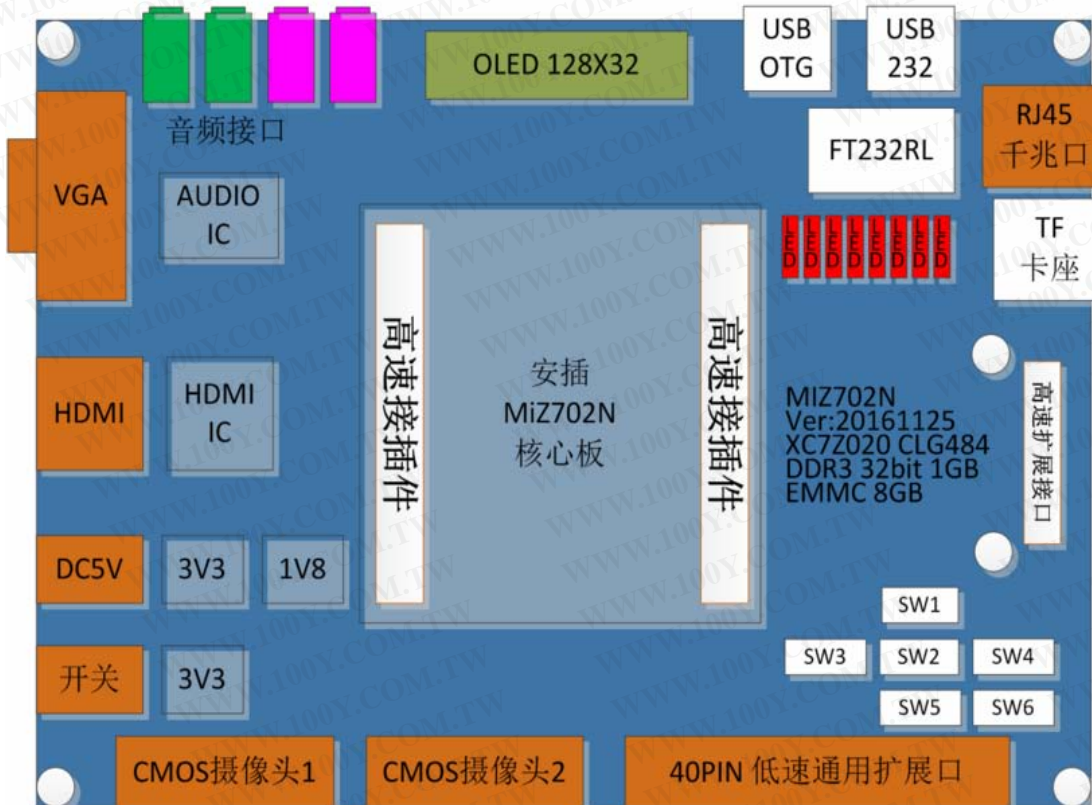 OLED 128X32
USB
OTG
USB
232
音频接口
FT232RL
RJ45
千兆口
VGA
AUDIO
IC
LED
LED
LED
LED
LED
LED
LED
LED
TF
卡座
高速接插件
安插
MiZ702N
核心板
高速接插件
HDMI
HDMI
IC
MIZ702N
Ver:20161125
XC7Z020 CLG484
DDR3 32bit 1GB
EMMC 8GB
高速扩展接口
DC5V
3V3
1V8
SW1
开关
3V3
SW3
SW2
SW4
SW5
SW6
CMOS摄像头1
CMOS摄像头2
40PIN 低速通用扩展口
WWW.100Y.COM.TW